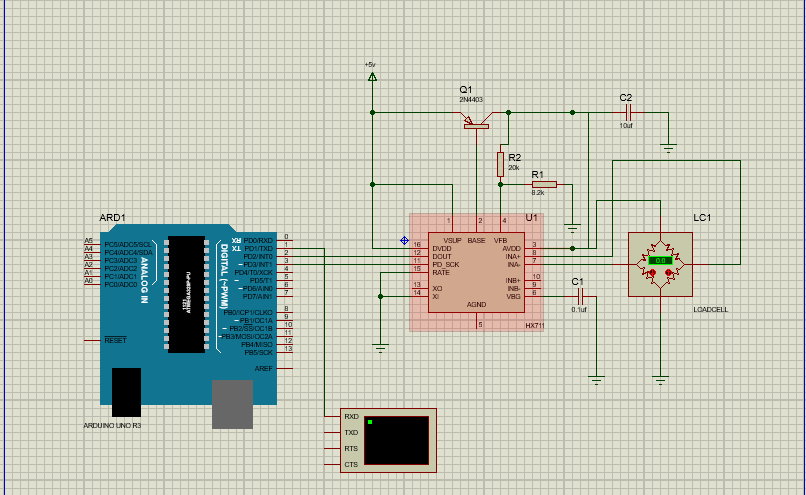 +5v
Q1
2N4403
C2
10uf
R2
20k
R1
8.2k
ARD1
U1
LC1
A5
A4
A3
A2
A1
A0
PC5/ADC5/SCL
PC4/ADC4/SDA
PC3/ADC3
PC2/ADC2
PC1/ADC1
PC0/ADC0
ANALOG IN
RESET
ATMEGA328P-PU
1121
DIGITAL (~PWM)
RX
TX
PD0/RXD 0
PD1/TXD 1
PD2/INT0 2
PD3/INT1 3
PD4/T0/XCK 4
~ PD5/T1 5
~ PD6/AIN0 6
PD7/AIN1 7
PB0/ICP1/CLKO 8
~PB1/OC1A 9
~ PB2/SS/OC1B 10
~PB3/MOSI/OC2A 11
PB4/MISO 12
PB5/SCK 13
AREF
ARDUINO UNO R3
1
2
4
VSUP BASE VFB
16 DVDD
12 DOUT
11 PD_SCK
15 RATE
13 XO
14 XI
AVDD 3
INA+ 8
INA- 7
INB+ 10
INB- 9
VBG 6
AGND
5
HX711
C1
0.1uf
LOADCELL
RXD
TXD
RTS
CTS